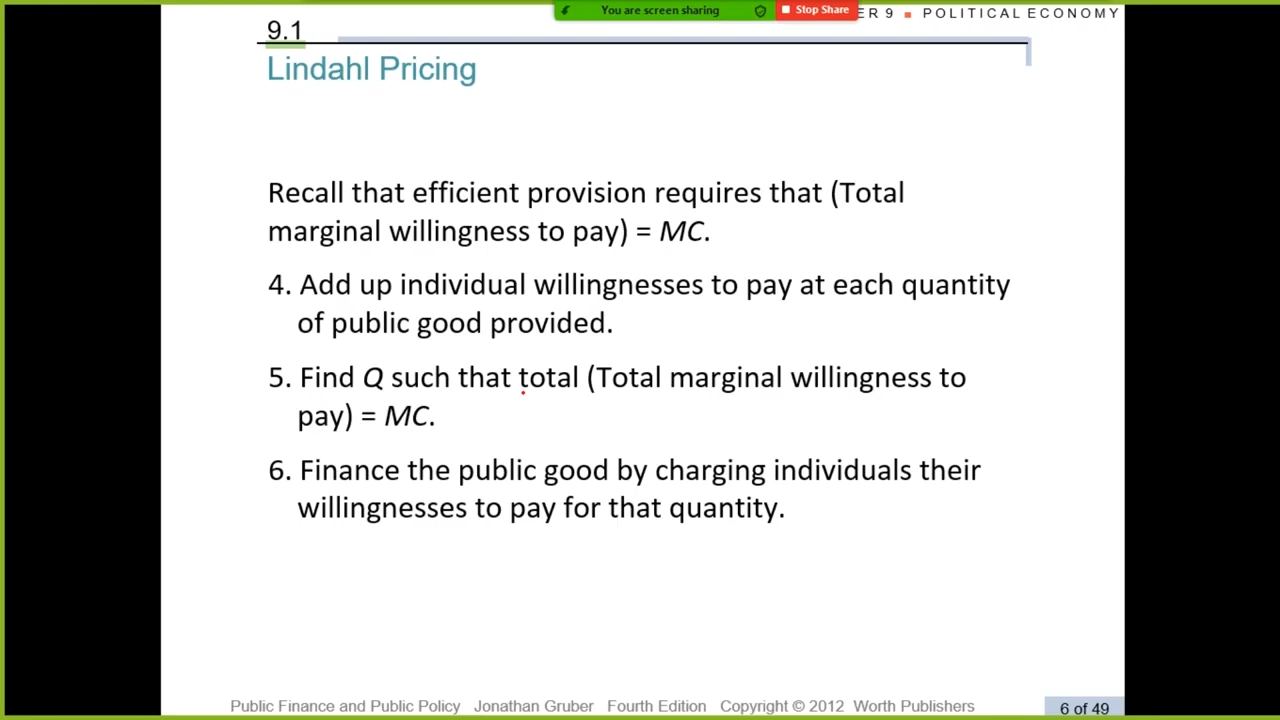 You are screen sharing
Stop Share
ER 9 ■ POLITICAL ECONOMY
9.1
Lindahl Pricing
Recall that efficient provision requires that (Total
marginal willingness to pay) = MC.
4. Add up individual willingnesses to pay at each quantity
of public good provided.
5. Find Q such that total (Total marginal willingness to
pay) = MC.
6. Finance the public good by charging individuals their
willingnesses to pay for that quantity.
Public Finance and Public Policy Jonathan Gruber Fourth Edition Copyright © 2012 Worth Publishers
6 of 49